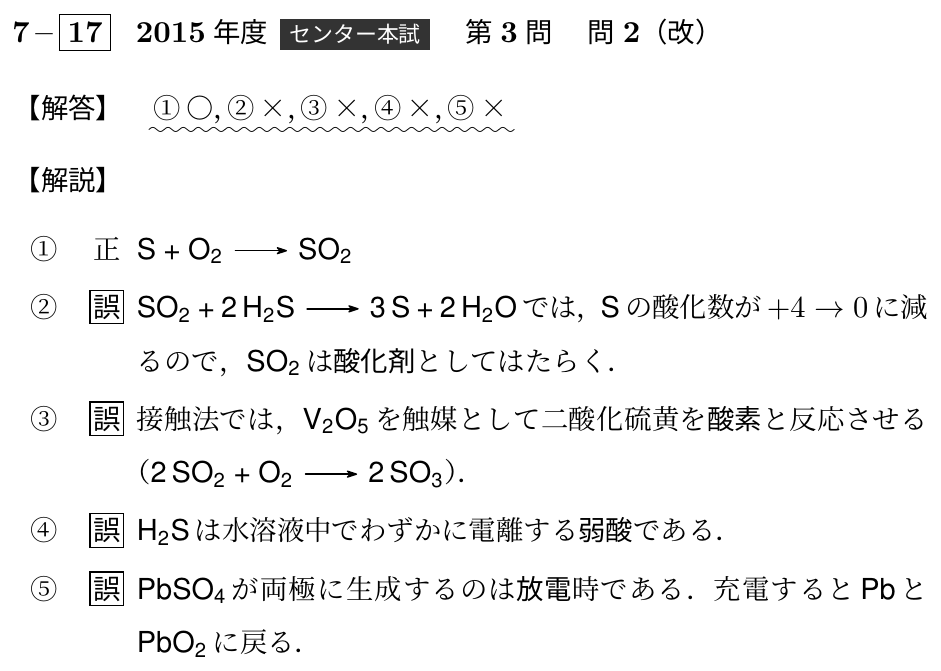 7－17 2015 年度 センター本試 第 3 問 問 2（改）
【解答】 ① ○, ② ×, ③ ×, ④ ×, ⑤ ×
【解説】
① 正 S + O₂ ⟶ SO₂
② 誤 SO₂ + 2 H₂S ⟶ 3 S + 2 H₂O では，S の酸化数が +4 → 0 に減
るので，SO₂ は酸化剤としてはたらく．
③ 誤 接触法では，V₂O₅ を触媒として二酸化硫黄を酸素と反応させる
（2 SO₂ + O₂ ⟶ 2 SO₃）．
④ 誤 H₂S は水溶液中でわずかに電離する弱酸である．
⑤ 誤 PbSO₄ が両極に生成するのは放電時である．充電すると Pb と
PbO₂ に戻る．